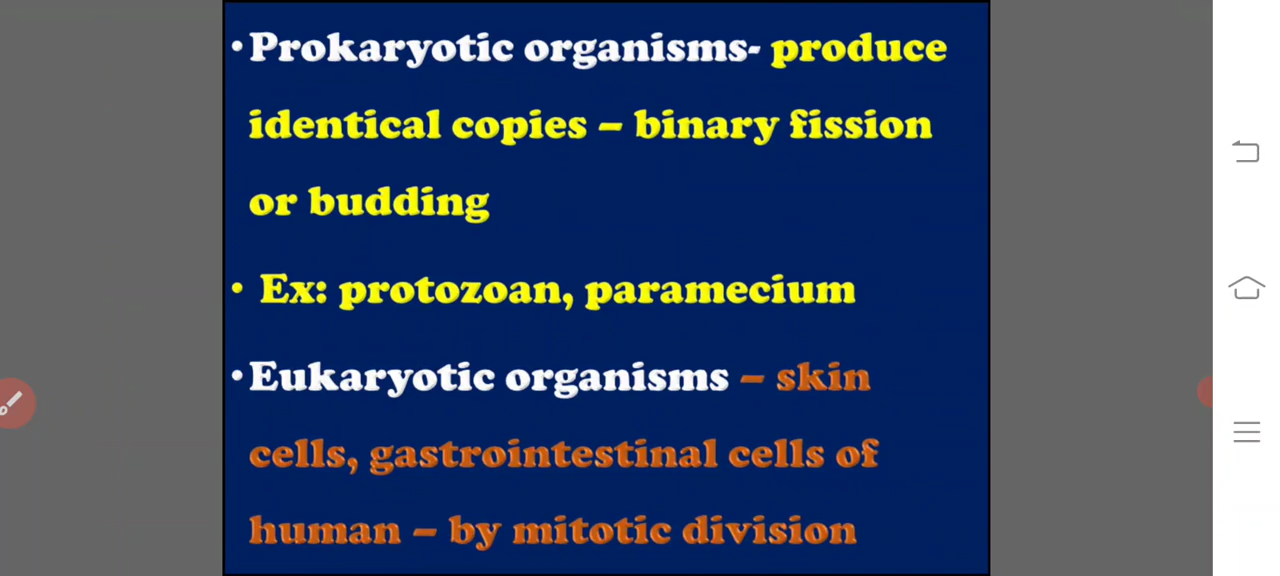 •Prokaryotic organisms- produce
identical copies – binary fission
or budding
• Ex: protozoan, paramecium
•Eukaryotic organisms – skin
cells, gastrointestinal cells of
human – by mitotic division